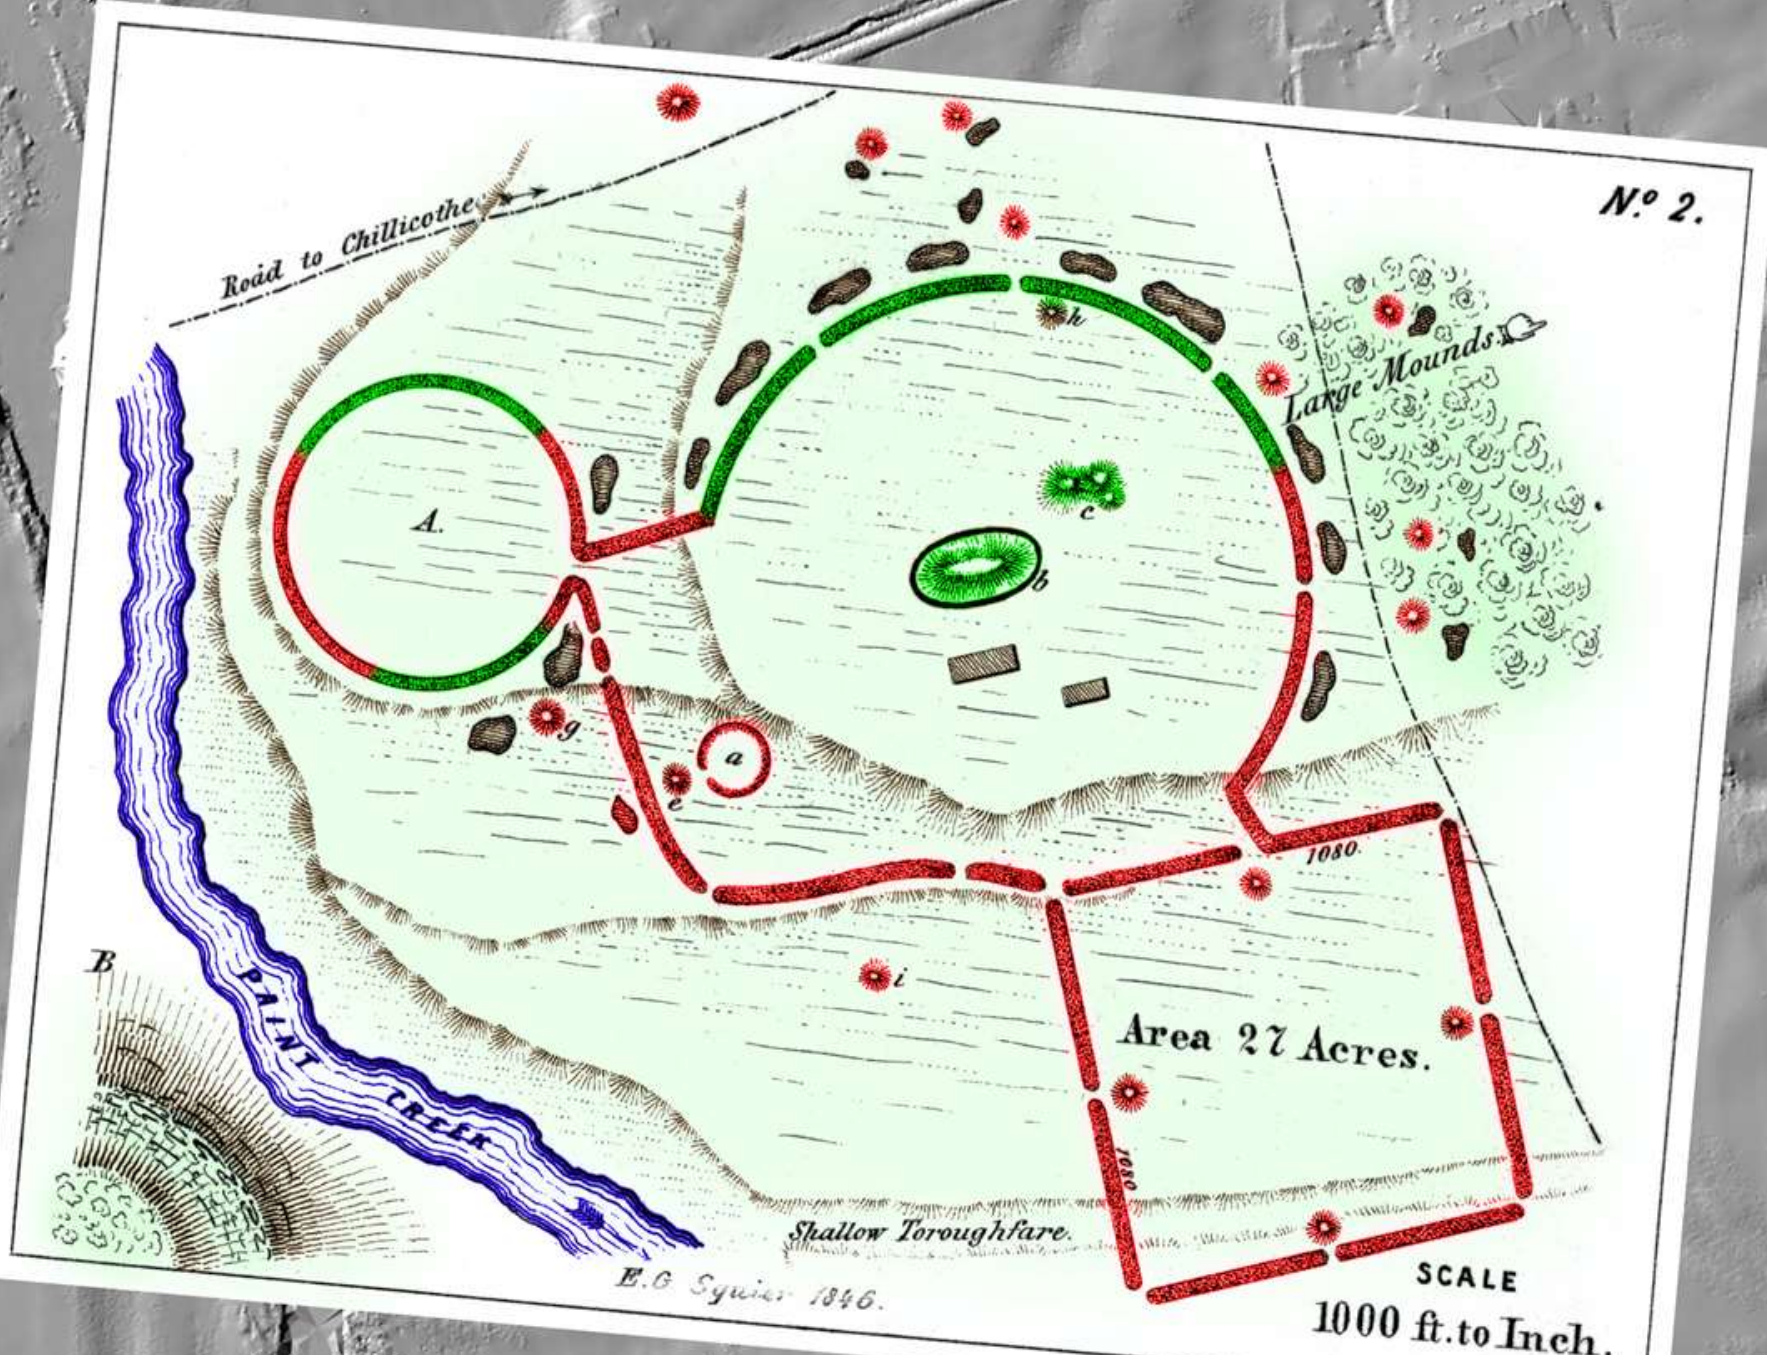 Nº 2.
Road to Chillicothe
h
Large Mounds.
A.
c
b
g
a
e
1080
i
B
PAINT CREEK
Area 27 Acres.
1080
Shallow Toroughfare.
E.G Squier 1846.
SCALE
1000 ft. to Inch.